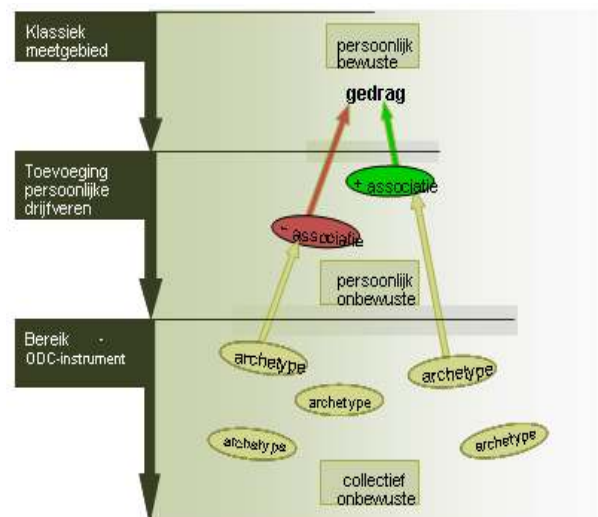 Klassiek
meetgebied
persoonlijk
bewuste
gedrag
Toevoeging
persoonlijke
drijfveren
+ associatie
- associatie
persoonlijk
onbewuste
Bereik -
ODC-instrument
archetype
archetype
archetype
archetype
archetype
collectief
onbewuste